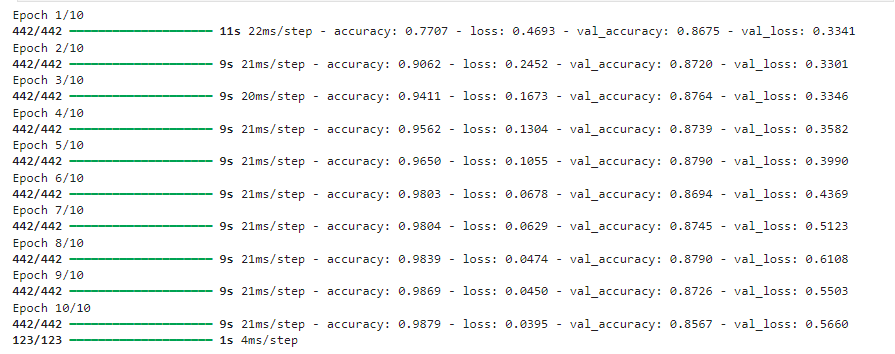 Epoch 1/10
442/442 ━━━━━━━━━━━━━━━━━━━━ 11s 22ms/step - accuracy: 0.7707 - loss: 0.4693 - val_accuracy: 0.8675 - val_loss: 0.3341
Epoch 2/10
442/442 ━━━━━━━━━━━━━━━━━━━━ 9s 21ms/step - accuracy: 0.9062 - loss: 0.2452 - val_accuracy: 0.8720 - val_loss: 0.3301
Epoch 3/10
442/442 ━━━━━━━━━━━━━━━━━━━━ 9s 20ms/step - accuracy: 0.9411 - loss: 0.1673 - val_accuracy: 0.8764 - val_loss: 0.3346
Epoch 4/10
442/442 ━━━━━━━━━━━━━━━━━━━━ 9s 21ms/step - accuracy: 0.9562 - loss: 0.1304 - val_accuracy: 0.8739 - val_loss: 0.3582
Epoch 5/10
442/442 ━━━━━━━━━━━━━━━━━━━━ 9s 21ms/step - accuracy: 0.9650 - loss: 0.1055 - val_accuracy: 0.8790 - val_loss: 0.3990
Epoch 6/10
442/442 ━━━━━━━━━━━━━━━━━━━━ 9s 21ms/step - accuracy: 0.9803 - loss: 0.0678 - val_accuracy: 0.8694 - val_loss: 0.4369
Epoch 7/10
442/442 ━━━━━━━━━━━━━━━━━━━━ 9s 21ms/step - accuracy: 0.9804 - loss: 0.0629 - val_accuracy: 0.8745 - val_loss: 0.5123
Epoch 8/10
442/442 ━━━━━━━━━━━━━━━━━━━━ 9s 21ms/step - accuracy: 0.9839 - loss: 0.0474 - val_accuracy: 0.8790 - val_loss: 0.6108
Epoch 9/10
442/442 ━━━━━━━━━━━━━━━━━━━━ 9s 21ms/step - accuracy: 0.9869 - loss: 0.0450 - val_accuracy: 0.8726 - val_loss: 0.5503
Epoch 10/10
442/442 ━━━━━━━━━━━━━━━━━━━━ 9s 21ms/step - accuracy: 0.9879 - loss: 0.0395 - val_accuracy: 0.8567 - val_loss: 0.5660
123/123 ━━━━━━━━━━━━━━━━━━━━ 1s 4ms/step